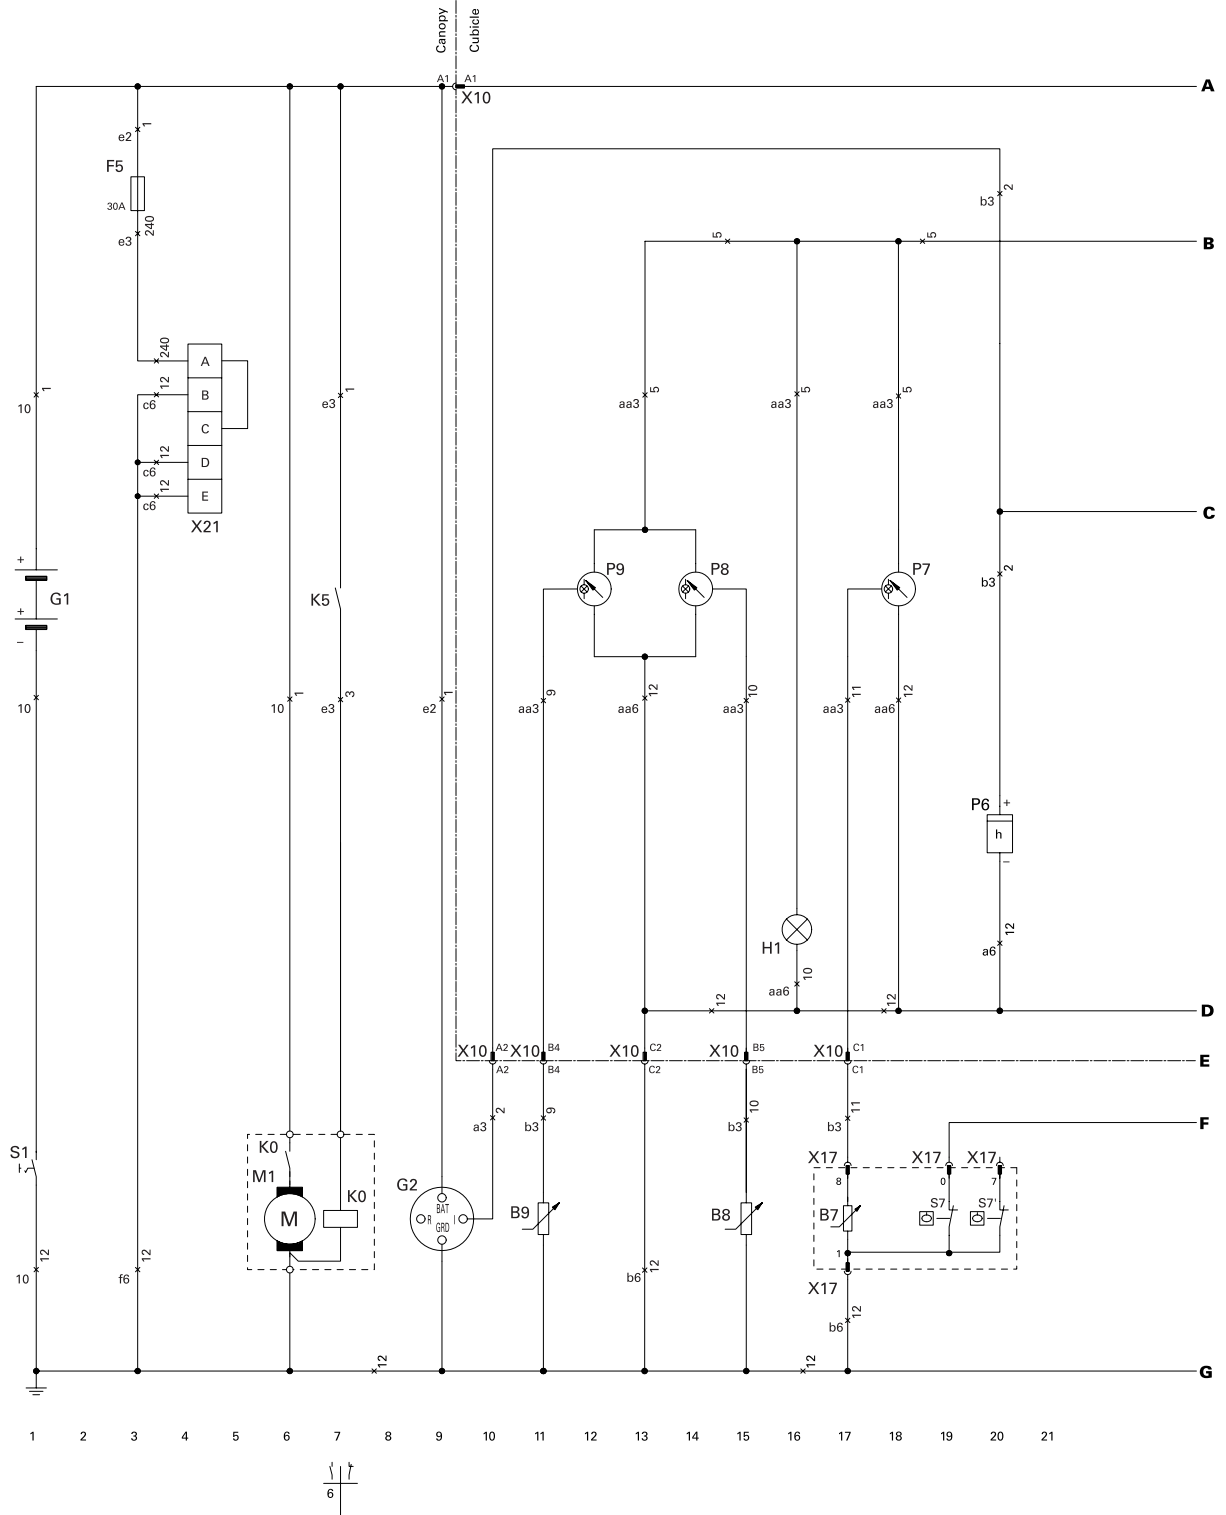 Canopy
Cubicle
A1 A1
X10
A
1
e2
F5
30A
240
e3
2
b3
5 5
B
240
A
12
B
c6
C
12
D
c6
12
E
c6
X21
1
10
1
e3
5
aa3
5
aa3
5
aa3
C
+
G1
+
–
K5
P9
P8
P7
2
b3
10
1
10
3
e3
1
e2
9
aa3
12
aa6
10
aa3
11
aa3
12
aa6
P6
+
h
–
H1
10
aa6
12
a6
12 12
D
X10 A2
A2
X10 B4
B4
X10 C2
C2
X10 B5
B5
X10 C1
C1
E
2
a3
9
b3
10
b3
11
b3
F
S1
K0
M1
K0
M
G2
BAT
R
I
GRD
B9
B8
X17
8
B7
X17
0
S7
X17
7
S7'
1
X17
12
10
12
f6
12
b6
12
b6
12 12
G
1 2 3 4 5 6 7 8 9 10 11 12 13 14 15 16 17 18 19 20 21
6